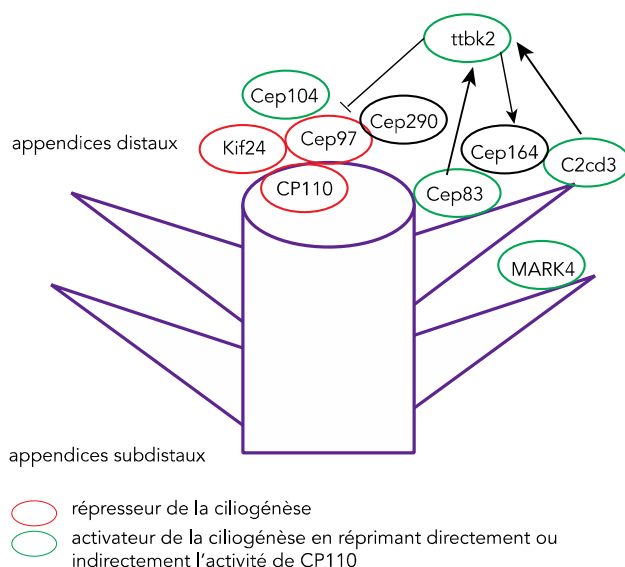 ttbk2
Cep104
Cep290
appendices distaux
Kif24
Cep97
Cep164
C2cd3
CP110
Cep83
MARK4
appendices subdistaux
répresseur de la ciliogénèse
activateur de la ciliogénèse en réprimant directement ou
indirectement l'activité de CP110